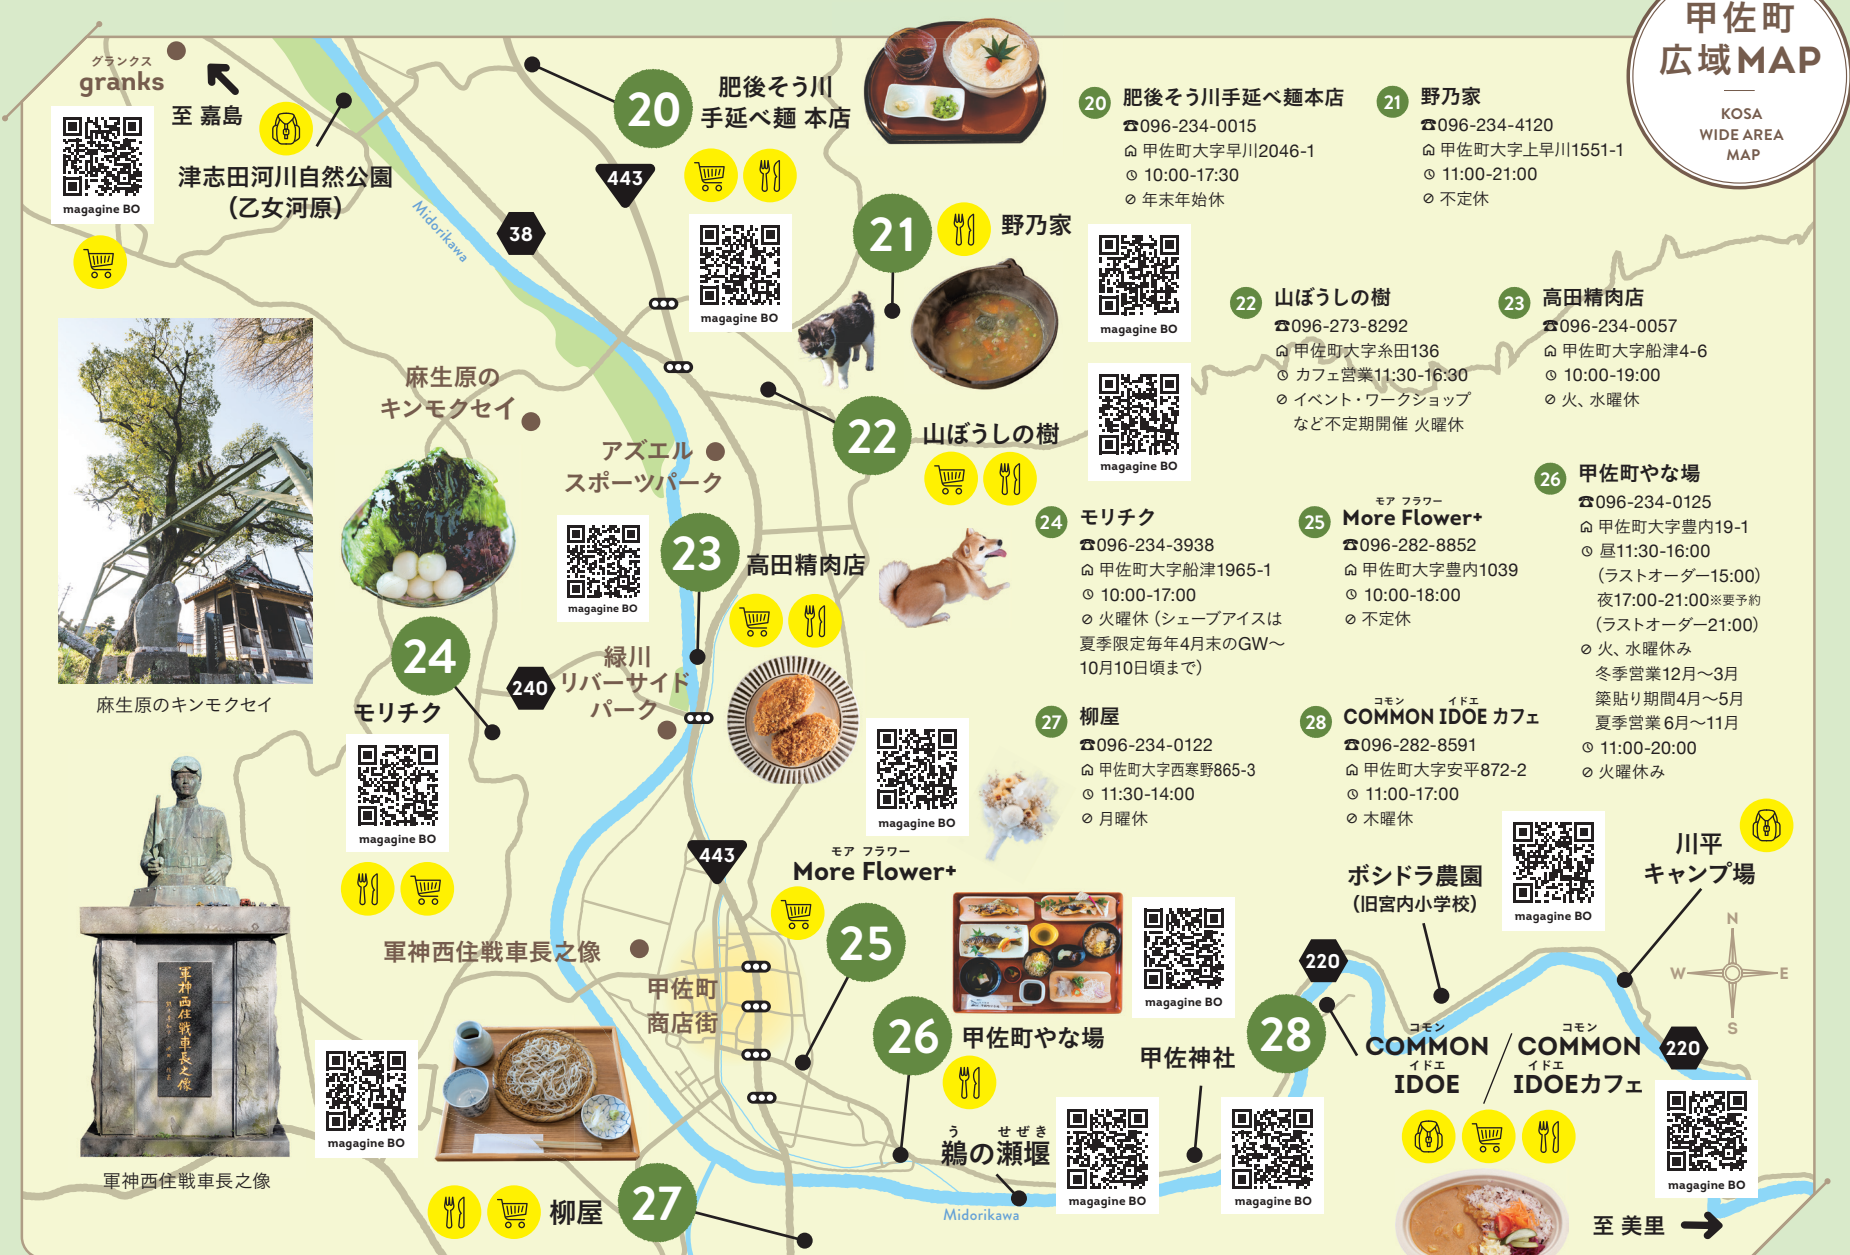 甲佐町
広域MAP
KOSA
WIDE AREA
MAP
グランクス
granks
至 嘉島
magagine BO
津志田河川自然公園
(乙女河原)
Midorikawa
38
443
20
肥後そう川
手延べ麺 本店
magagine BO
21
野乃家
magagine BO
20 肥後そう川手延べ麺本店
☎096-234-0015
甲佐町大字早川2046-1
10:00-17:30
年末年始休
21 野乃家
☎096-234-4120
甲佐町大字上早川1551-1
11:00-21:00
不定休
22 山ぼうしの樹
☎096-273-8292
甲佐町大字糸田136
カフェ営業11:30-16:30
イベント・ワークショップ
など不定期開催 火曜休
23 高田精肉店
☎096-234-0057
甲佐町大字船津4-6
10:00-19:00
火、水曜休
麻生原の
キンモクセイ
アズエル
スポーツパーク
22
山ぼうしの樹
magagine BO
麻生原のキンモクセイ
magagine BO
23
高田精肉店
24 モリチク
☎096-234-3938
甲佐町大字船津1965-1
10:00-17:00
火曜休（シェーブアイスは
夏季限定毎年4月末のGW〜
10月10日頃まで）
モア フラワー
25 More Flower+
☎096-282-8852
甲佐町大字豊内1039
10:00-18:00
不定休
26 甲佐町やな場
☎096-234-0125
甲佐町大字豊内19-1
昼11:30-16:00
（ラストオーダー15:00）
夜17:00-21:00※要予約
（ラストオーダー21:00）
火、水曜休み
冬季営業12月〜3月
簗貼り期間4月〜5月
夏季営業6月〜11月
11:00-20:00
火曜休み
24
モリチク
magagine BO
240
緑川
リバーサイド
パーク
magagine BO
27 柳屋
☎096-234-0122
甲佐町大字西寒野865-3
11:30-14:00
月曜休
コモン イドエ
28 COMMON IDOE カフェ
☎096-282-8591
甲佐町大字安平872-2
11:00-17:00
木曜休
443
モア フラワー
More Flower+
25
軍神西住戦車長之像
甲佐町
商店街
軍神西住戦車長之像
軍神西住戦車長之像
magagine BO
26
甲佐町やな場
magagine BO
甲佐神社
28
220
ボシドラ農園
(旧宮内小学校)
magagine BO
川平
キャンプ場
N
W E
S
コモン
COMMON
イドエ
IDOE
コモン
COMMON
イドエ
IDOEカフェ
220
magagine BO
う せぜき
鵜の瀬堰
magagine BO
magagine BO
Midorikawa
柳屋
27
至 美里